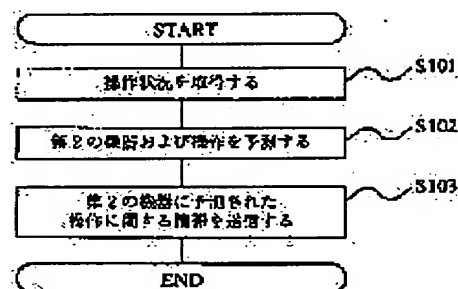 START
操作状況を取得する
S101
第2の機器および操作を予測する
S102
第2の機器に予測された
操作に関する情報を送信する
S103
END